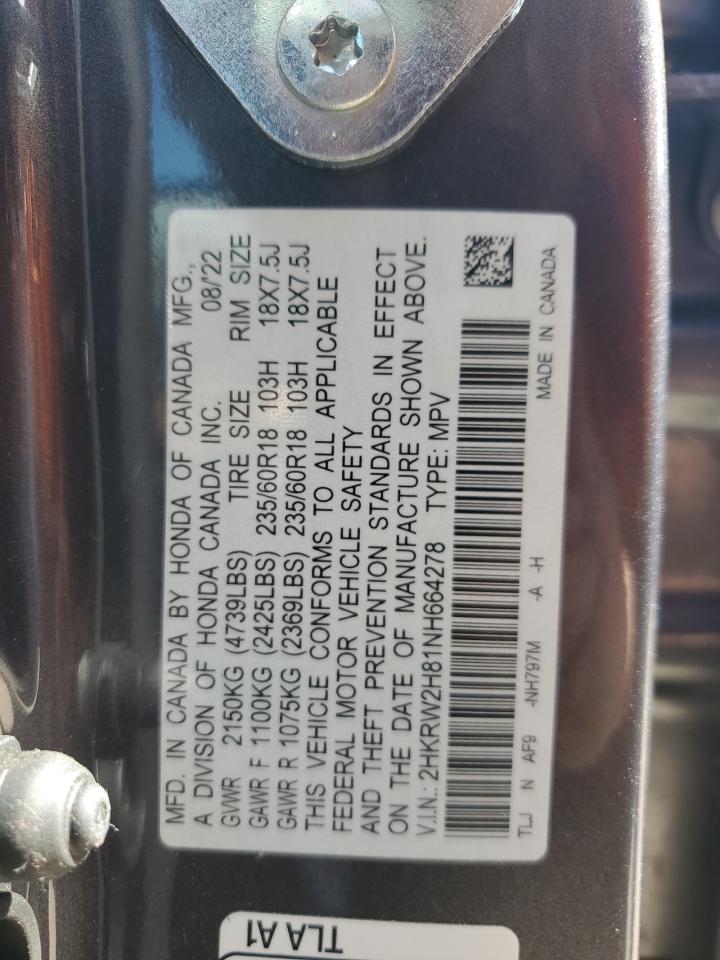 MFD. IN CANADA BY HONDA OF CANADA MFG.,
A DIVISION OF HONDA CANADA INC. 08/'22
GVWR 2150KG (4739LBS) TIRE SIZE RIM SIZE
GAWR F 1100KG (2425LBS) 235/60R18 103H 18X7.5J
GAWR R 1075KG (2369LBS) 235/60R18 103H 18X7.5J
THIS VEHICLE CONFORMS TO ALL APPLICABLE
FEDERAL MOTOR VEHICLE SAFETY
AND THEFT PREVENTION STANDARDS IN EFFECT
ON THE DATE OF MANUFACTURE SHOWN ABOVE.
V.I.N.: 2HKRW2H81NH664278 TYPE: MPV
TLJ N AF9 -NH797M -A -H MADE IN CANADA
TLA A1